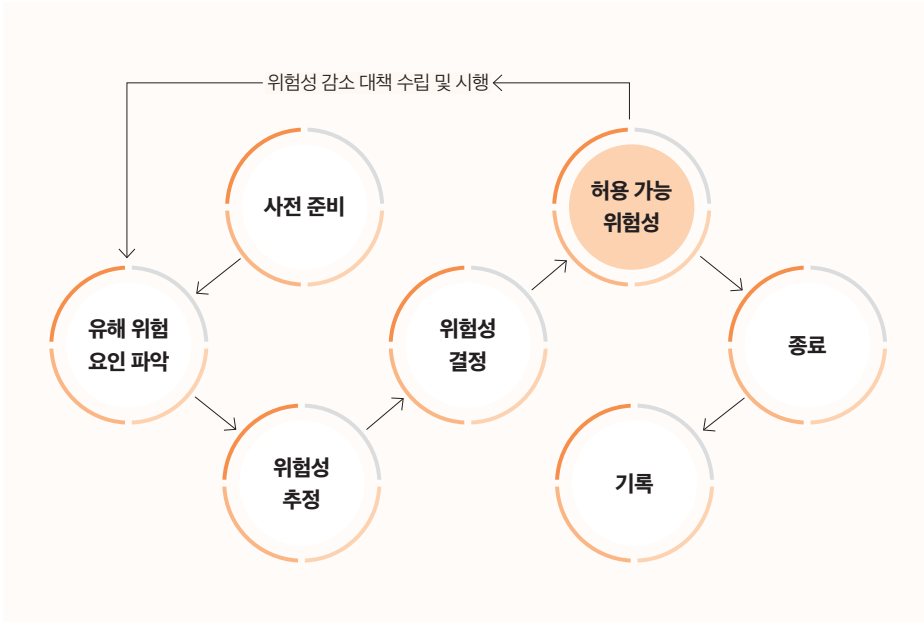 위험성 감소 대책 수립 및 시행
사전 준비
허용 가능
위험성
유해 위험
요인 파악
위험성
결정
종료
위험성
추정
기록